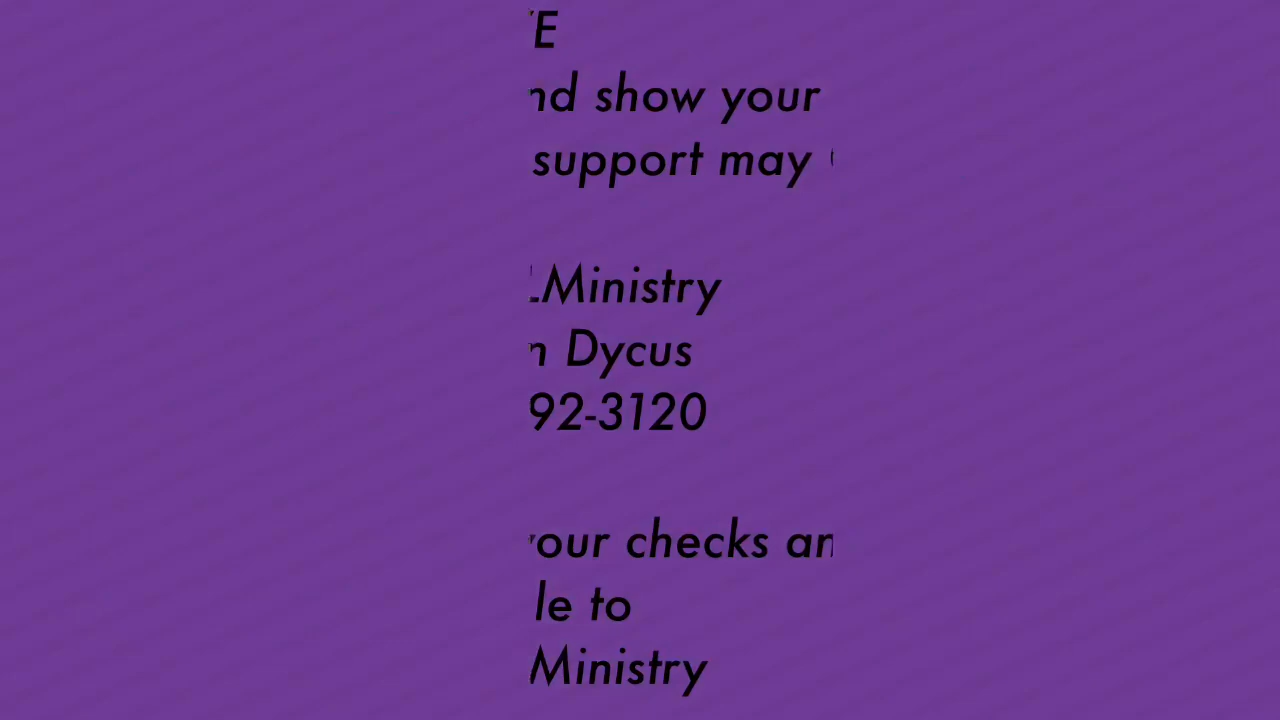 E
nd show your
support may
Ministry
n Dycus
92-3120
our checks an
le to
Ministry